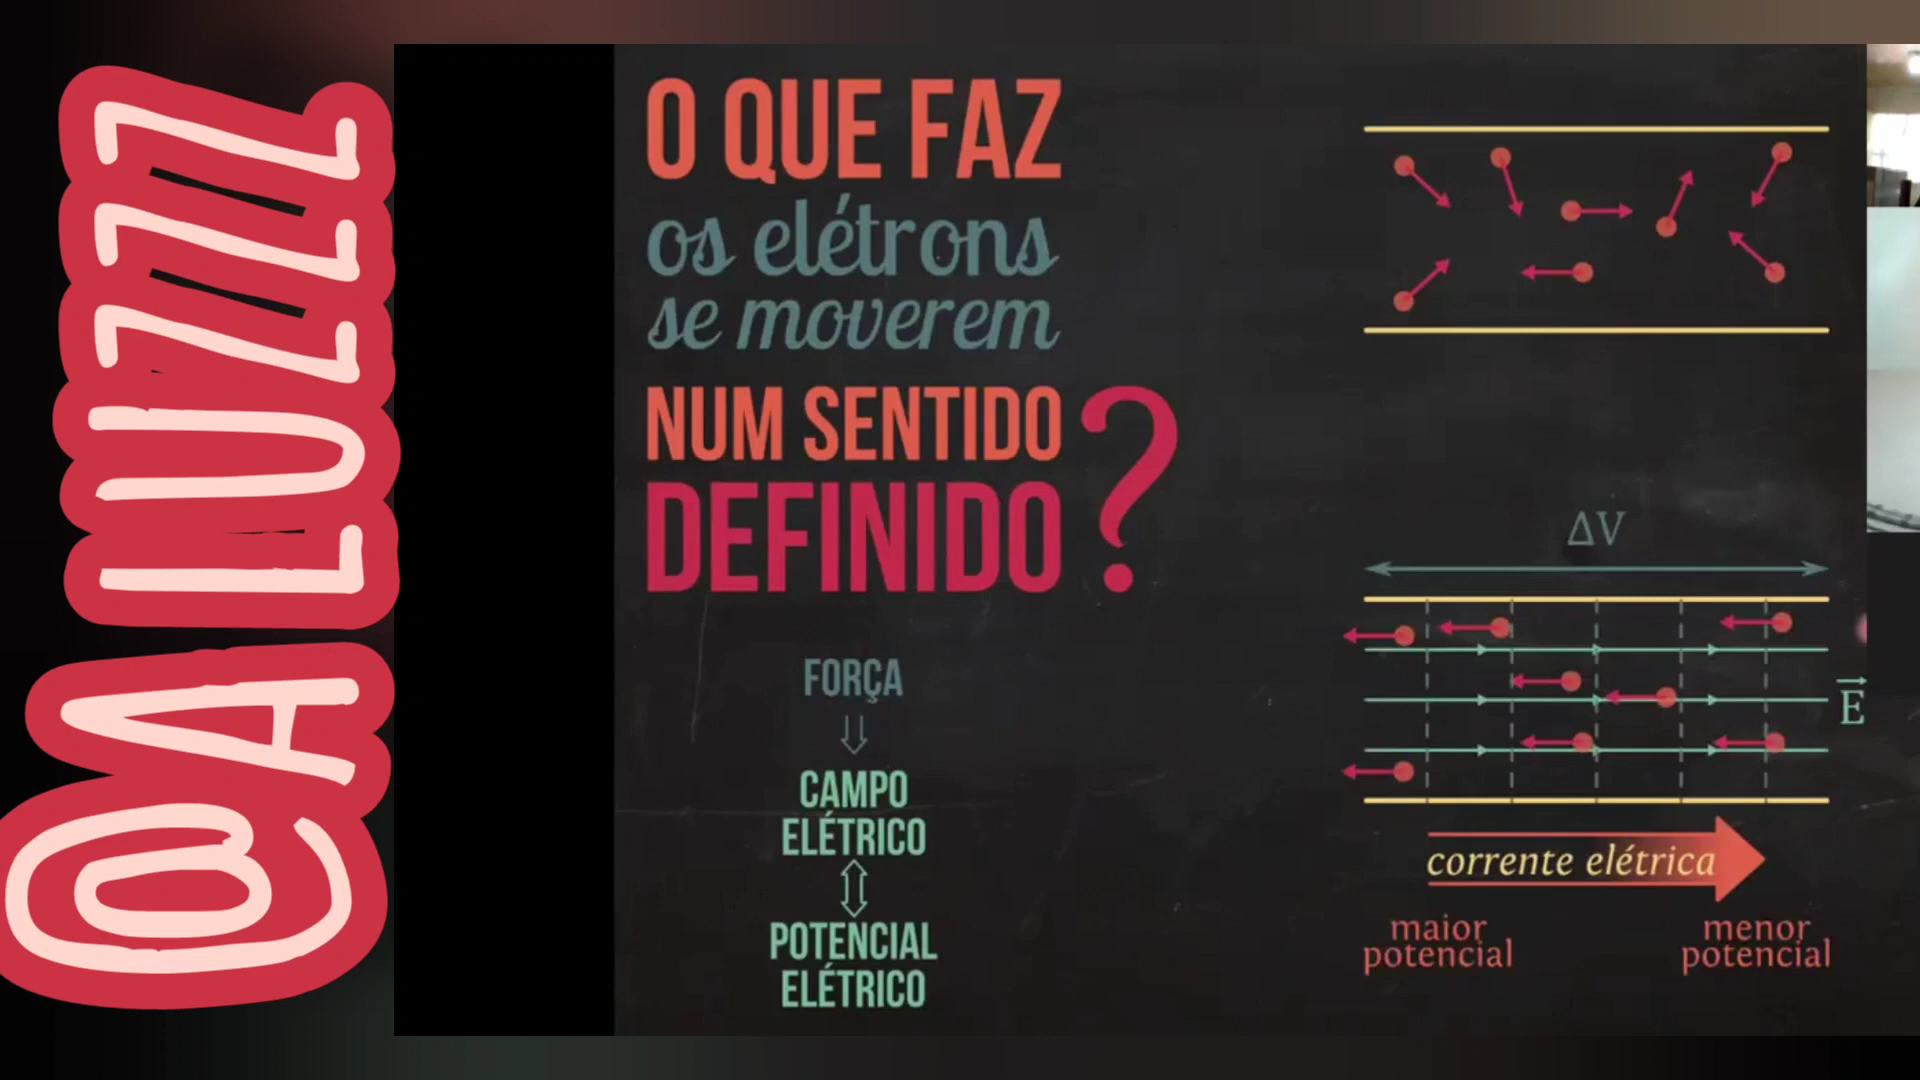 @ALUZZZ
O QUE FAZ
os elétrons
se moverem
NUM SENTIDO
DEFINIDO?
FORÇA
CAMPO
ELÉTRICO
POTENCIAL
ELÉTRICO
ΔV
E
corrente elétrica
maior
potencial
menor
potencial